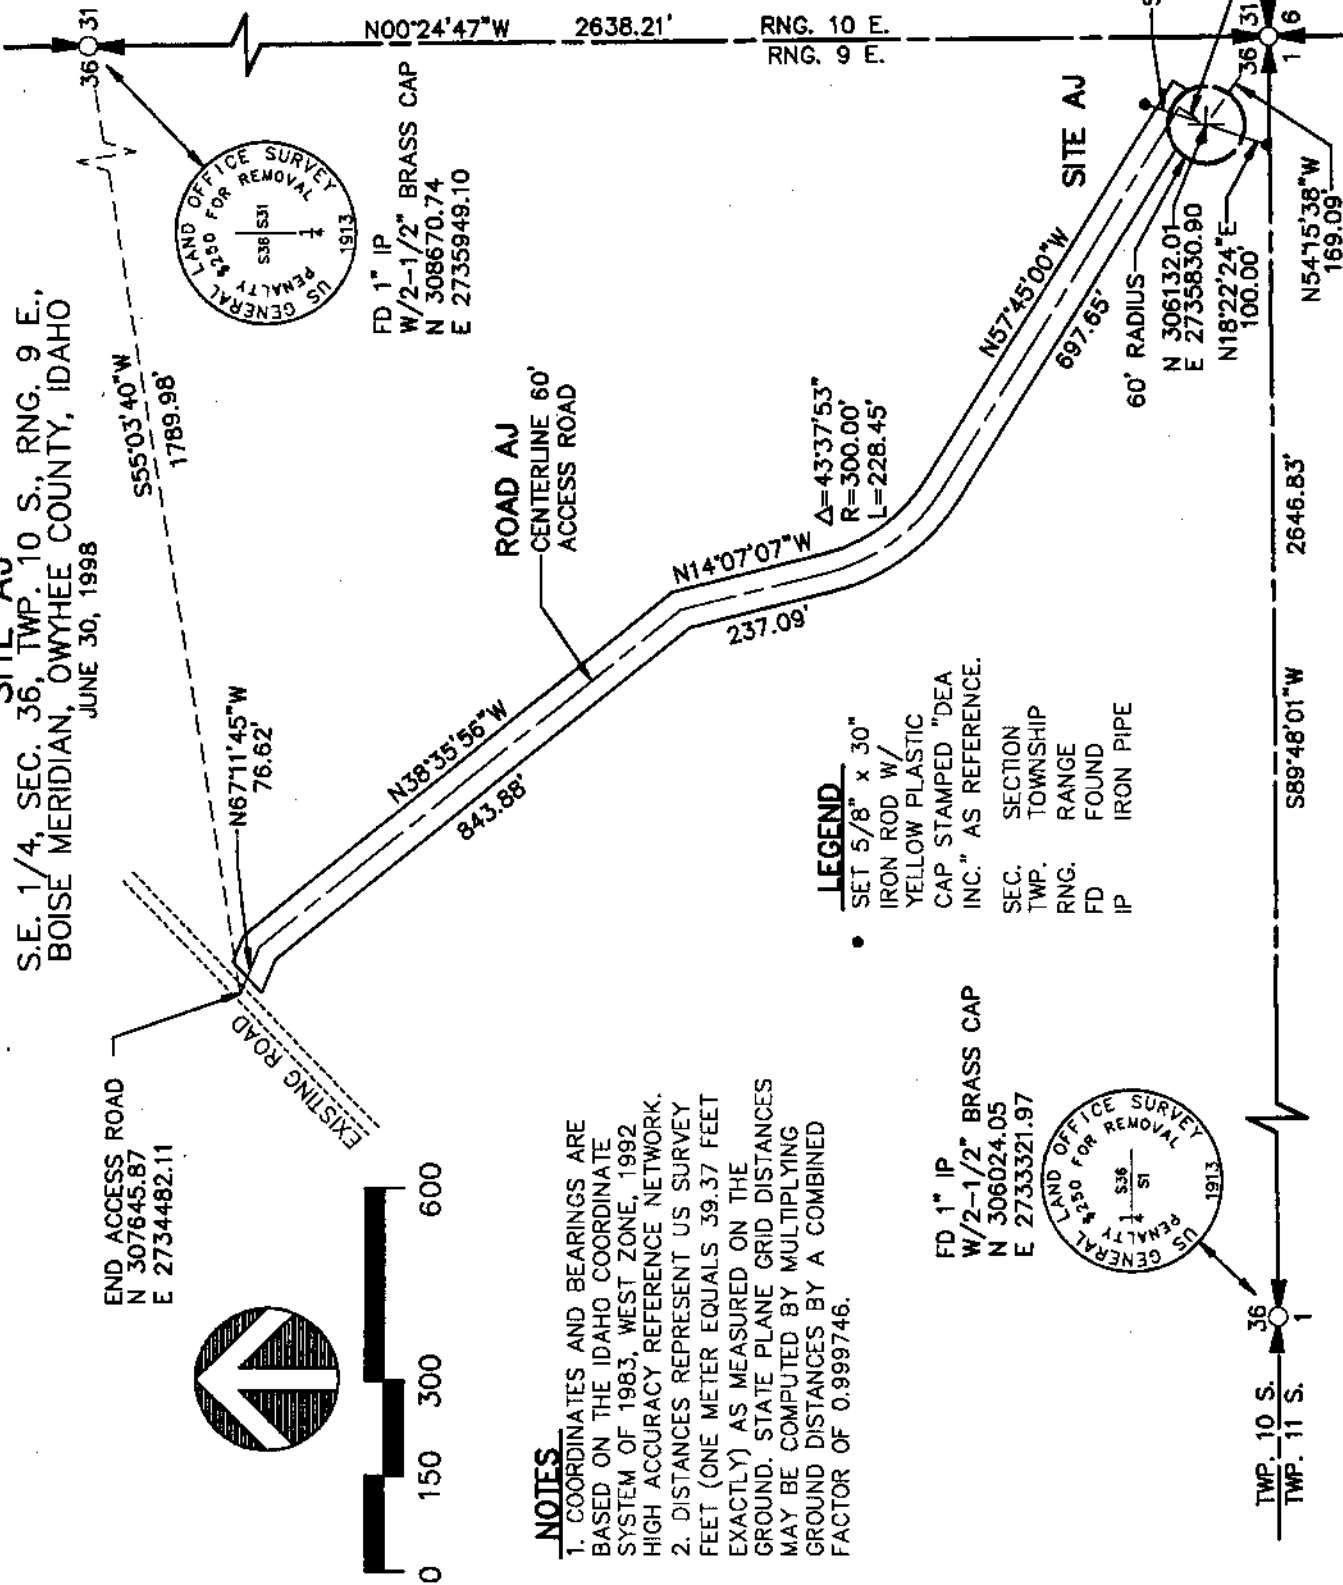 SITE AJ
S.E. 1/4, SEC. 36, TWP. 10 S., RNG. 9 E.,
BOISE MERIDIAN, OWYHEE COUNTY, IDAHO
JUNE 30, 1998
END ACCESS ROAD
N 307645.87
E 2734482.11
EXISTING ROAD
N67°11'45"W
76.62'
S55°03'40"W
1789.98'
36
31
N00°24'47"W 2638.21'
RNG. 10 E.
RNG. 9 E.
US GENERAL LAND OFFICE SURVEY
PENALTY $250 FOR REMOVAL
S36 S31
1/4
1913
FD 1" IP
W/2-1/2" BRASS CAP
N 308670.74
E 2735949.10
ROAD AJ
CENTERLINE 60'
ACCESS ROAD
N38°35'56"W
843.88'
N14°07'07"W
237.09'
Δ=43°37'53"
R=300.00'
L=228.45'
N57°45'00"W
697.65'
SITE AJ
60' RADIUS
N 306132.01
E 2735830.90
N18°22'24"E
100.00'
N54°15'38"W
169.09'
36
31
1
6
0 150 300 600
NOTES
1. COORDINATES AND BEARINGS ARE
BASED ON THE IDAHO COORDINATE
SYSTEM OF 1983, WEST ZONE, 1992
HIGH ACCURACY REFERENCE NETWORK.
2. DISTANCES REPRESENT US SURVEY
FEET (ONE METER EQUALS 39.37 FEET
EXACTLY) AS MEASURED ON THE
GROUND. STATE PLANE GRID DISTANCES
MAY BE COMPUTED BY MULTIPLYING
GROUND DISTANCES BY A COMBINED
FACTOR OF 0.999746.
LEGEND
SET 5/8" x 30"
IRON ROD W/
YELLOW PLASTIC
CAP STAMPED "DEA
INC." AS REFERENCE.
SEC. SECTION
TWP. TOWNSHIP
RNG. RANGE
FD FOUND
IP IRON PIPE
FD 1" IP
W/2-1/2" BRASS CAP
N 306024.05
E 2733321.97
US GENERAL LAND OFFICE SURVEY
PENALTY $250 FOR REMOVAL
1/4 S36
S1
1913
TWP. 10 S.
TWP. 11 S.
36
1
S89°48'01"W 2646.83'